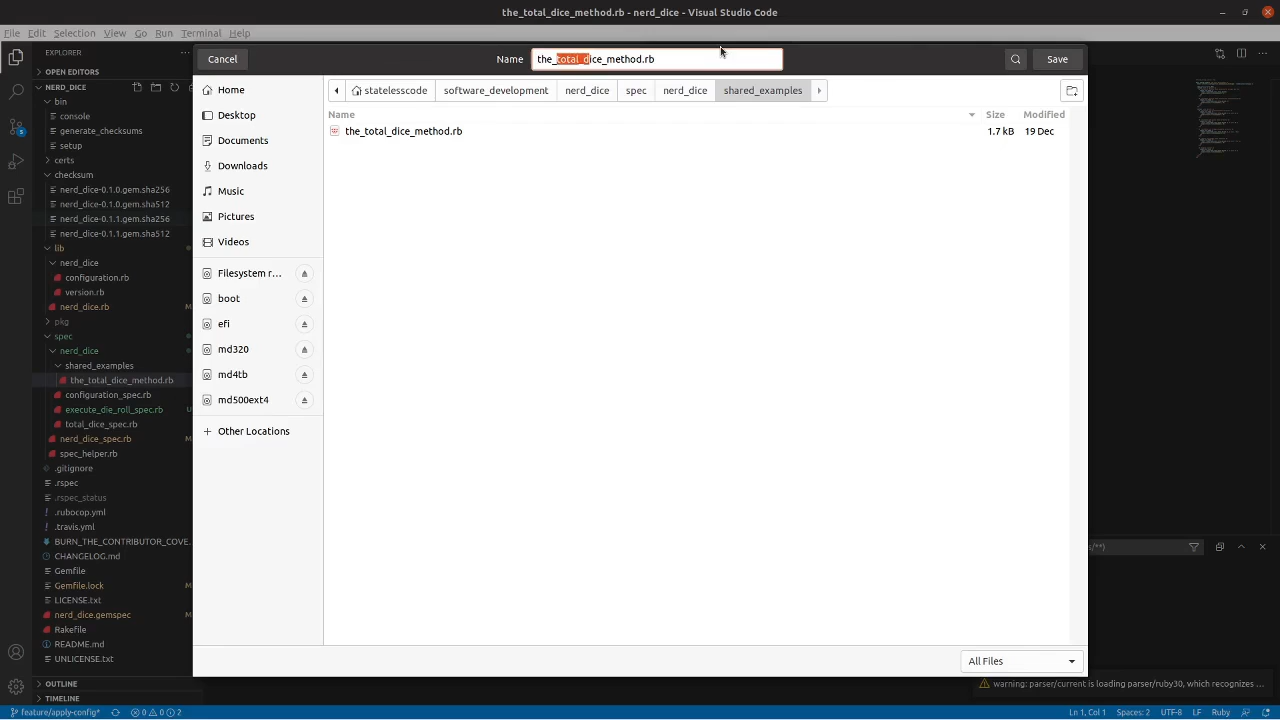 the_total_dice_method.rb - nerd_dice - Visual Studio Code
File Edit Selection View Go Run Terminal Help
EXPLORER
OPEN EDITORS
NERD_DICE
bin
console
generate_checksums
setup
certs
checksum
nerd_dice-0.1.0.gem.sha256
nerd_dice-0.1.0.gem.sha512
nerd_dice-0.1.1.gem.sha256
nerd_dice-0.1.1.gem.sha512
lib
nerd_dice
configuration.rb
version.rb
nerd_dice.rb M
pkg
spec
nerd_dice
shared_examples
the_total_dice_method.rb
configuration_spec.rb
execute_die_roll_spec.rb U
total_dice_spec.rb
nerd_dice_spec.rb M
spec_helper.rb
.gitignore
.rspec
.rspec_status
.rubocop.yml
.travis.yml
BURN_THE_CONTRIBUTOR_COVE...
CHANGELOG.md
Gemfile
Gemfile.lock M
LICENSE.txt
nerd_dice.gemspec M
Rakefile
README.md
UNLICENSE.txt
OUTLINE
TIMELINE
Cancel Name the_total_dice_method.rb Save
Home
Desktop
Documents
Downloads
Music
Pictures
Videos
Filesystem r...
boot
efi
md320
md4tb
md500ext4
Other Locations
statelesscode software_development nerd_dice spec nerd_dice shared_examples
Name Size Modified
the_total_dice_method.rb 1.7 kB 19 Dec
All Files
s/**)
warning: parser/current is loading parser/ruby30, which recognizes ...
feature/apply-config* 0 0 2 Ln 1, Col 1 Spaces: 2 UTF-8 LF Ruby